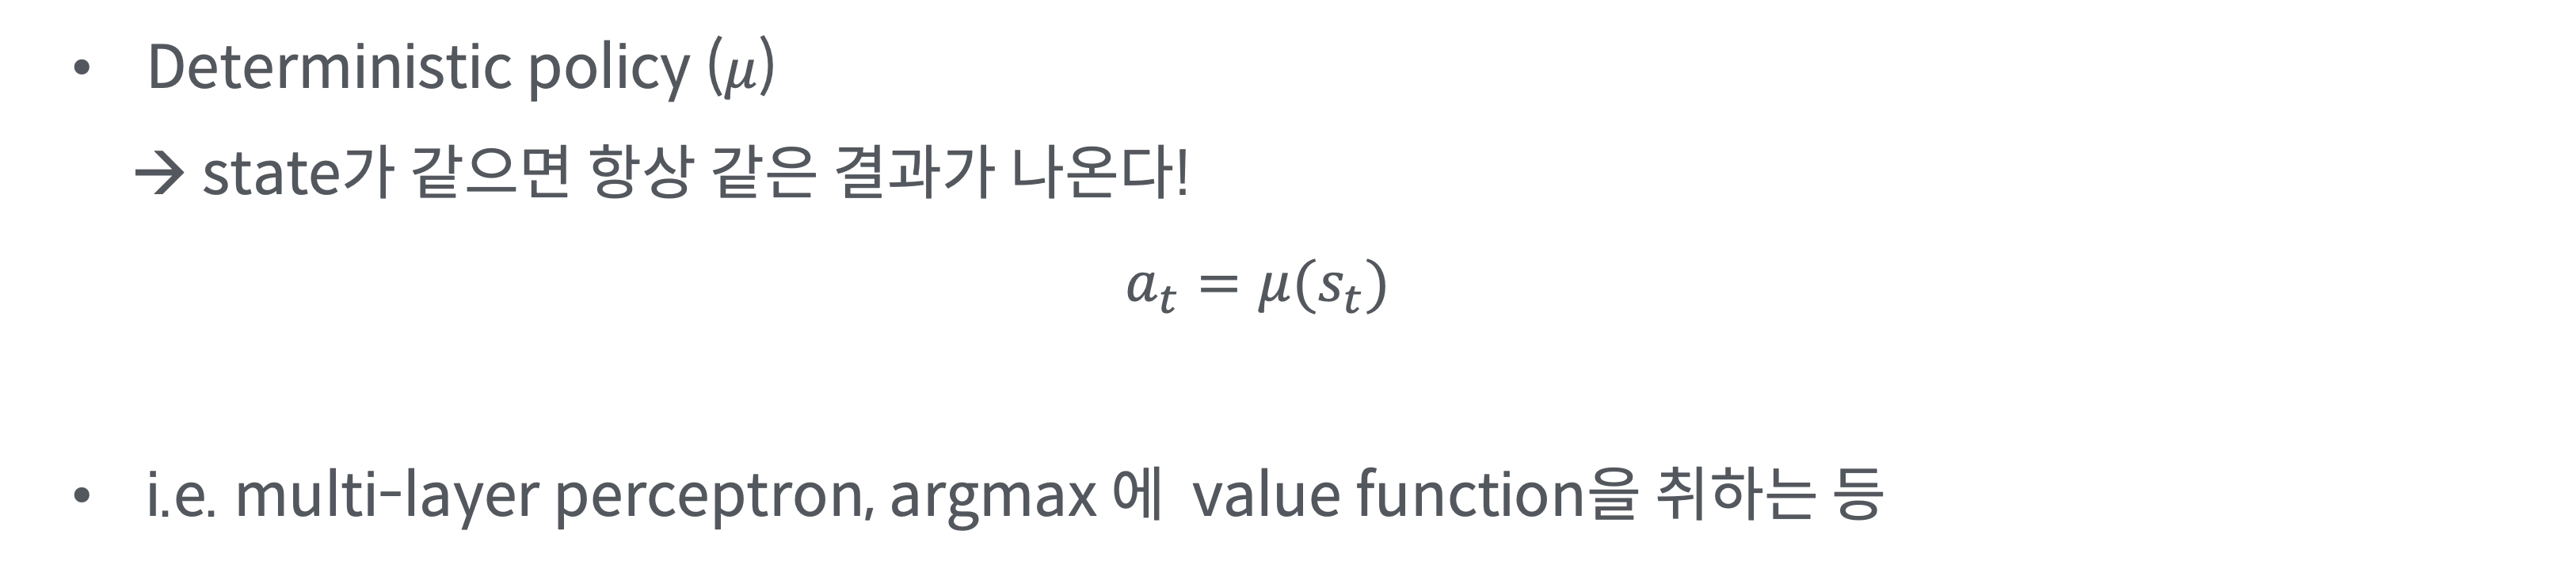 • Deterministic policy (μ)
→ state가 같으면 항상 같은 결과가 나온다!
aₜ = μ(sₜ)
• i.e. multi-layer perceptron, argmax 에 value function을 취하는 등